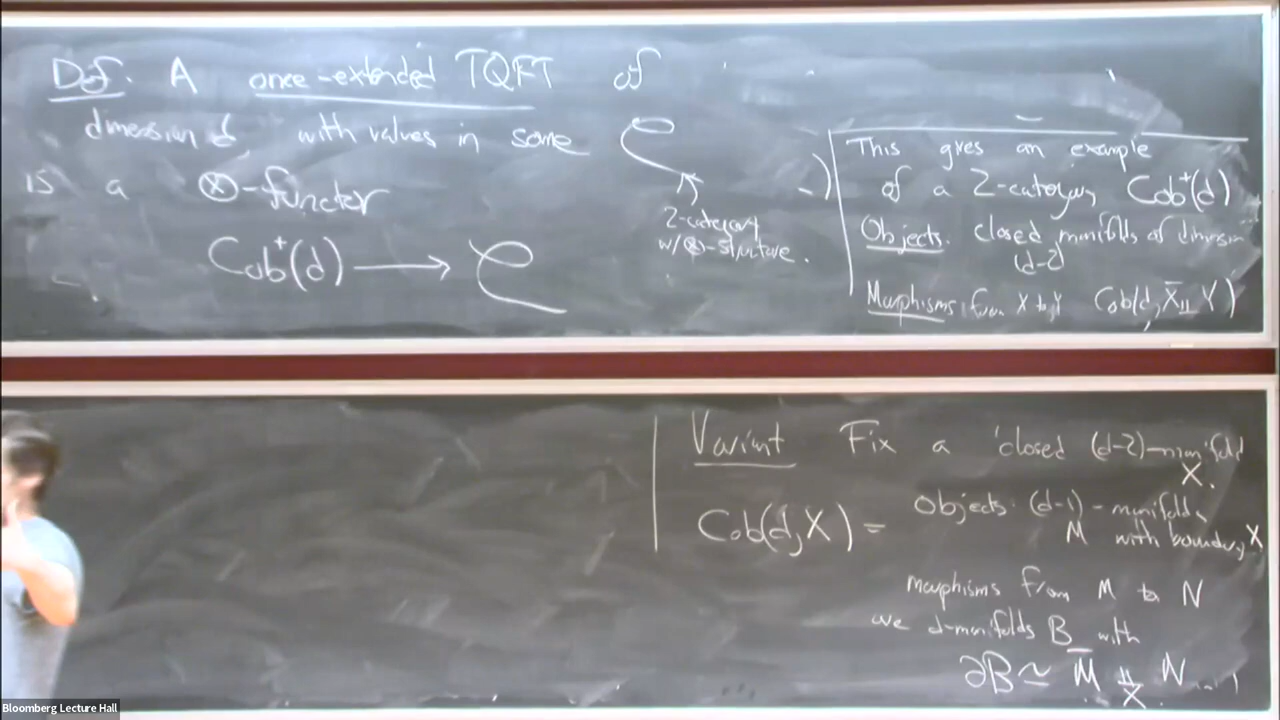 Def. A once-extended TQFT of
dimension d with values in some
is a ⊗-functor
Cob⁺(d) → C
2-category
w/ ⊗-structure.
This gives an example
of a 2-category Cob⁺(d)
Objects: closed manifolds of dimension
(d-2)
Morphisms: from X to Y Cob(d, X̄ ⨿ Y)
Variant Fix a closed (d-2)-manifold
X.
Cob(d, X) = Objects: (d-1)-manifolds
M with boundary X
morphisms from M to N
are d-manifolds B with
∂B ≃ M̄ ⨿_X N
Bloomberg Lecture Hall